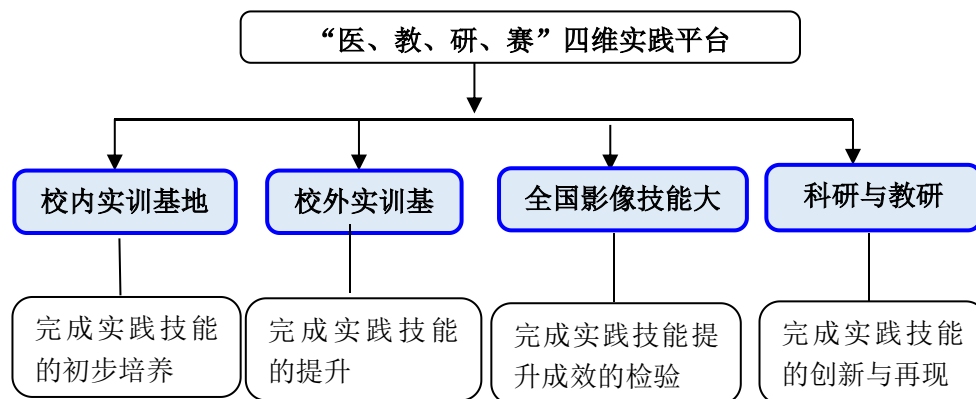 “医、教、研、赛”四维实践平台
校内实训基地
校外实训基
全国影像技能大
科研与教研
完成实践技能
的初步培养
完成实践技能
的提升
完成实践技能提
升成效的检验
完成实践技能
的创新与再现